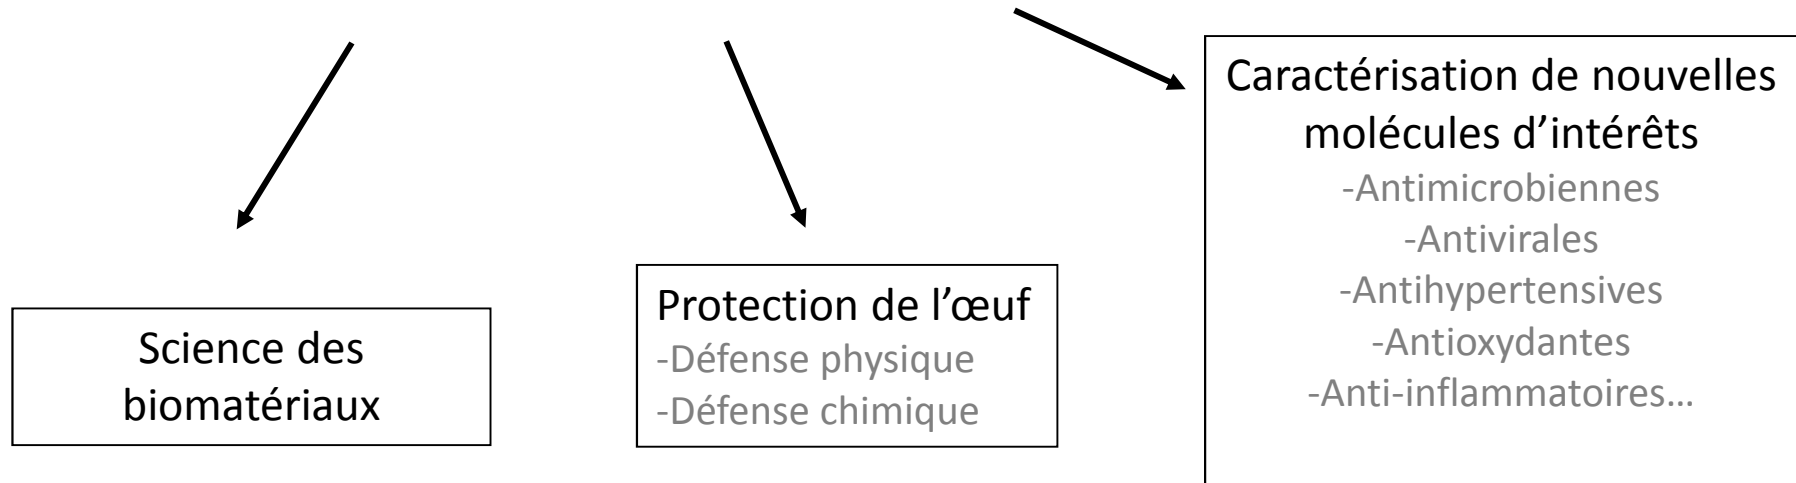 Science des
biomatériaux
Protection de l’œuf
-Défense physique
-Défense chimique
Caractérisation de nouvelles
molécules d’intérêts
-Antimicrobiennes
-Antivirales
-Antihypertensives
-Antioxydantes
-Anti-inflammatoires…